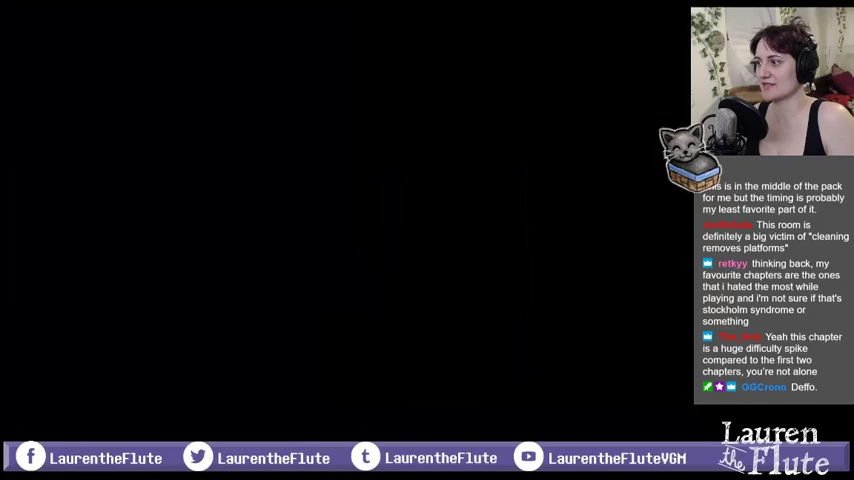 is is in the middle of the pack
for me but the timing is probably
my least favorite part of it.
This room is
definitely a big victim of "cleaning
removes platforms"
retkyy thinking back, my
favourite chapters are the ones
that i hated the most while
playing and i'm not sure if that's
stockholm syndrome or
something
Yeah this chapter
is a huge difficulty spike
compared to the first two
chapters, you're not alone
GGCrono Deffo.
LaurentheFlute
LaurentheFlute
LaurentheFlute
LaurentheFluteVGM
Lauren
the Flute